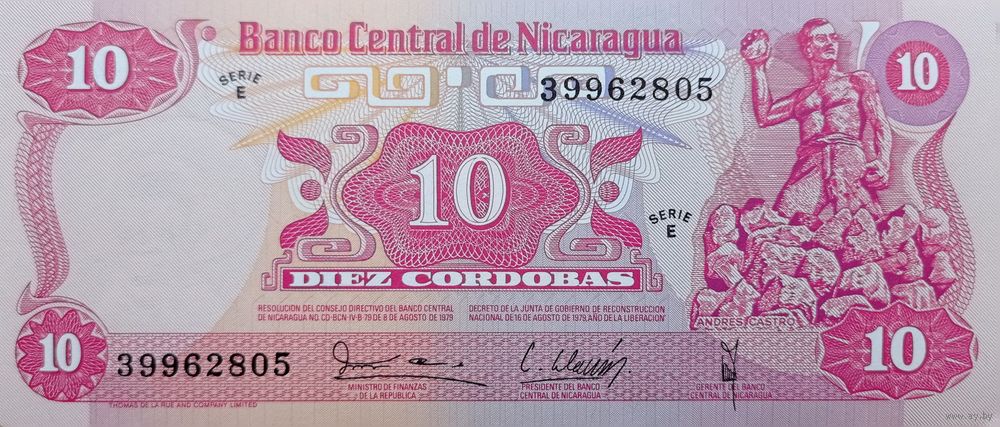 10
Banco Central de Nicaragua
10
SERIE
E
39962805
10
SERIE
E
DIEZ CORDOBAS
RESOLUCION DEL CONSEJO DIRECTIVO DEL BANCO CENTRAL
DE NICARAGUA NO. CD-BCN-IV-B-79 DE 8 DE AGOSTO DE 1979
DECRETO DE LA JUNTA DE GOBIERNO DE RECONSTRUCCION
NACIONAL DE 16 DE AGOSTO DE 1979, AÑO DE LA LIBERACION"
ANDRES CASTRO
10
39962805
10
MINISTRO DE FINANZAS
DE LA REPUBLICA
PRESIDENTE DEL BANCO
CENTRAL DE NICARAGUA
GERENTE DEL BANCO
CENTRAL DE NICARAGUA
THOMAS DE LA RUE AND COMPANY LIMITED
www.ay.by